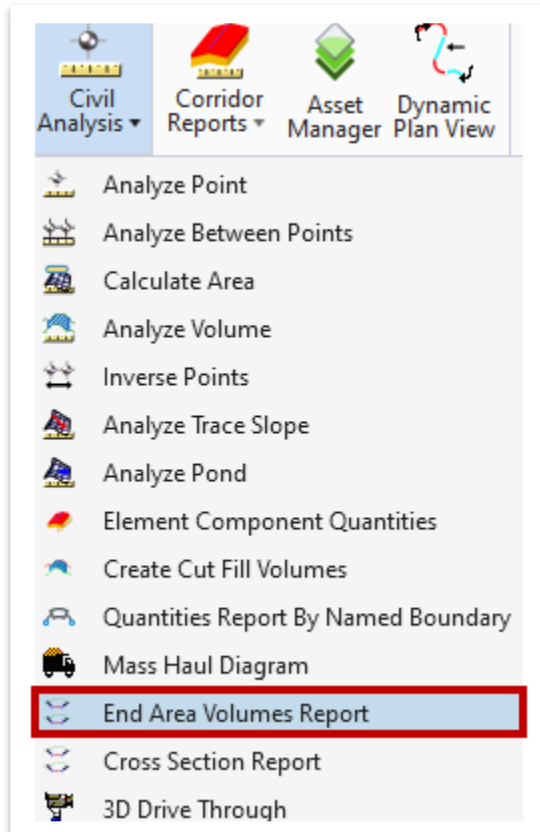 Civil Analysis
Corridor Reports
Asset Manager
Dynamic Plan View
Analyze Point
Analyze Between Points
Calculate Area
Analyze Volume
Inverse Points
Analyze Trace Slope
Analyze Pond
Element Component Quantities
Create Cut Fill Volumes
Quantities Report By Named Boundary
Mass Haul Diagram
End Area Volumes Report
Cross Section Report
3D Drive Through